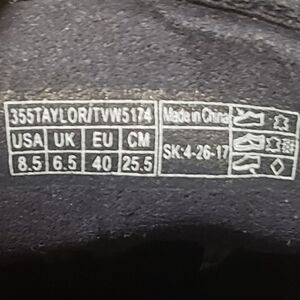 355TAYLOR/TVW5174
USA UK EU CM
8.5 6.5 40 25.5
Made in China
SK:4-26-17